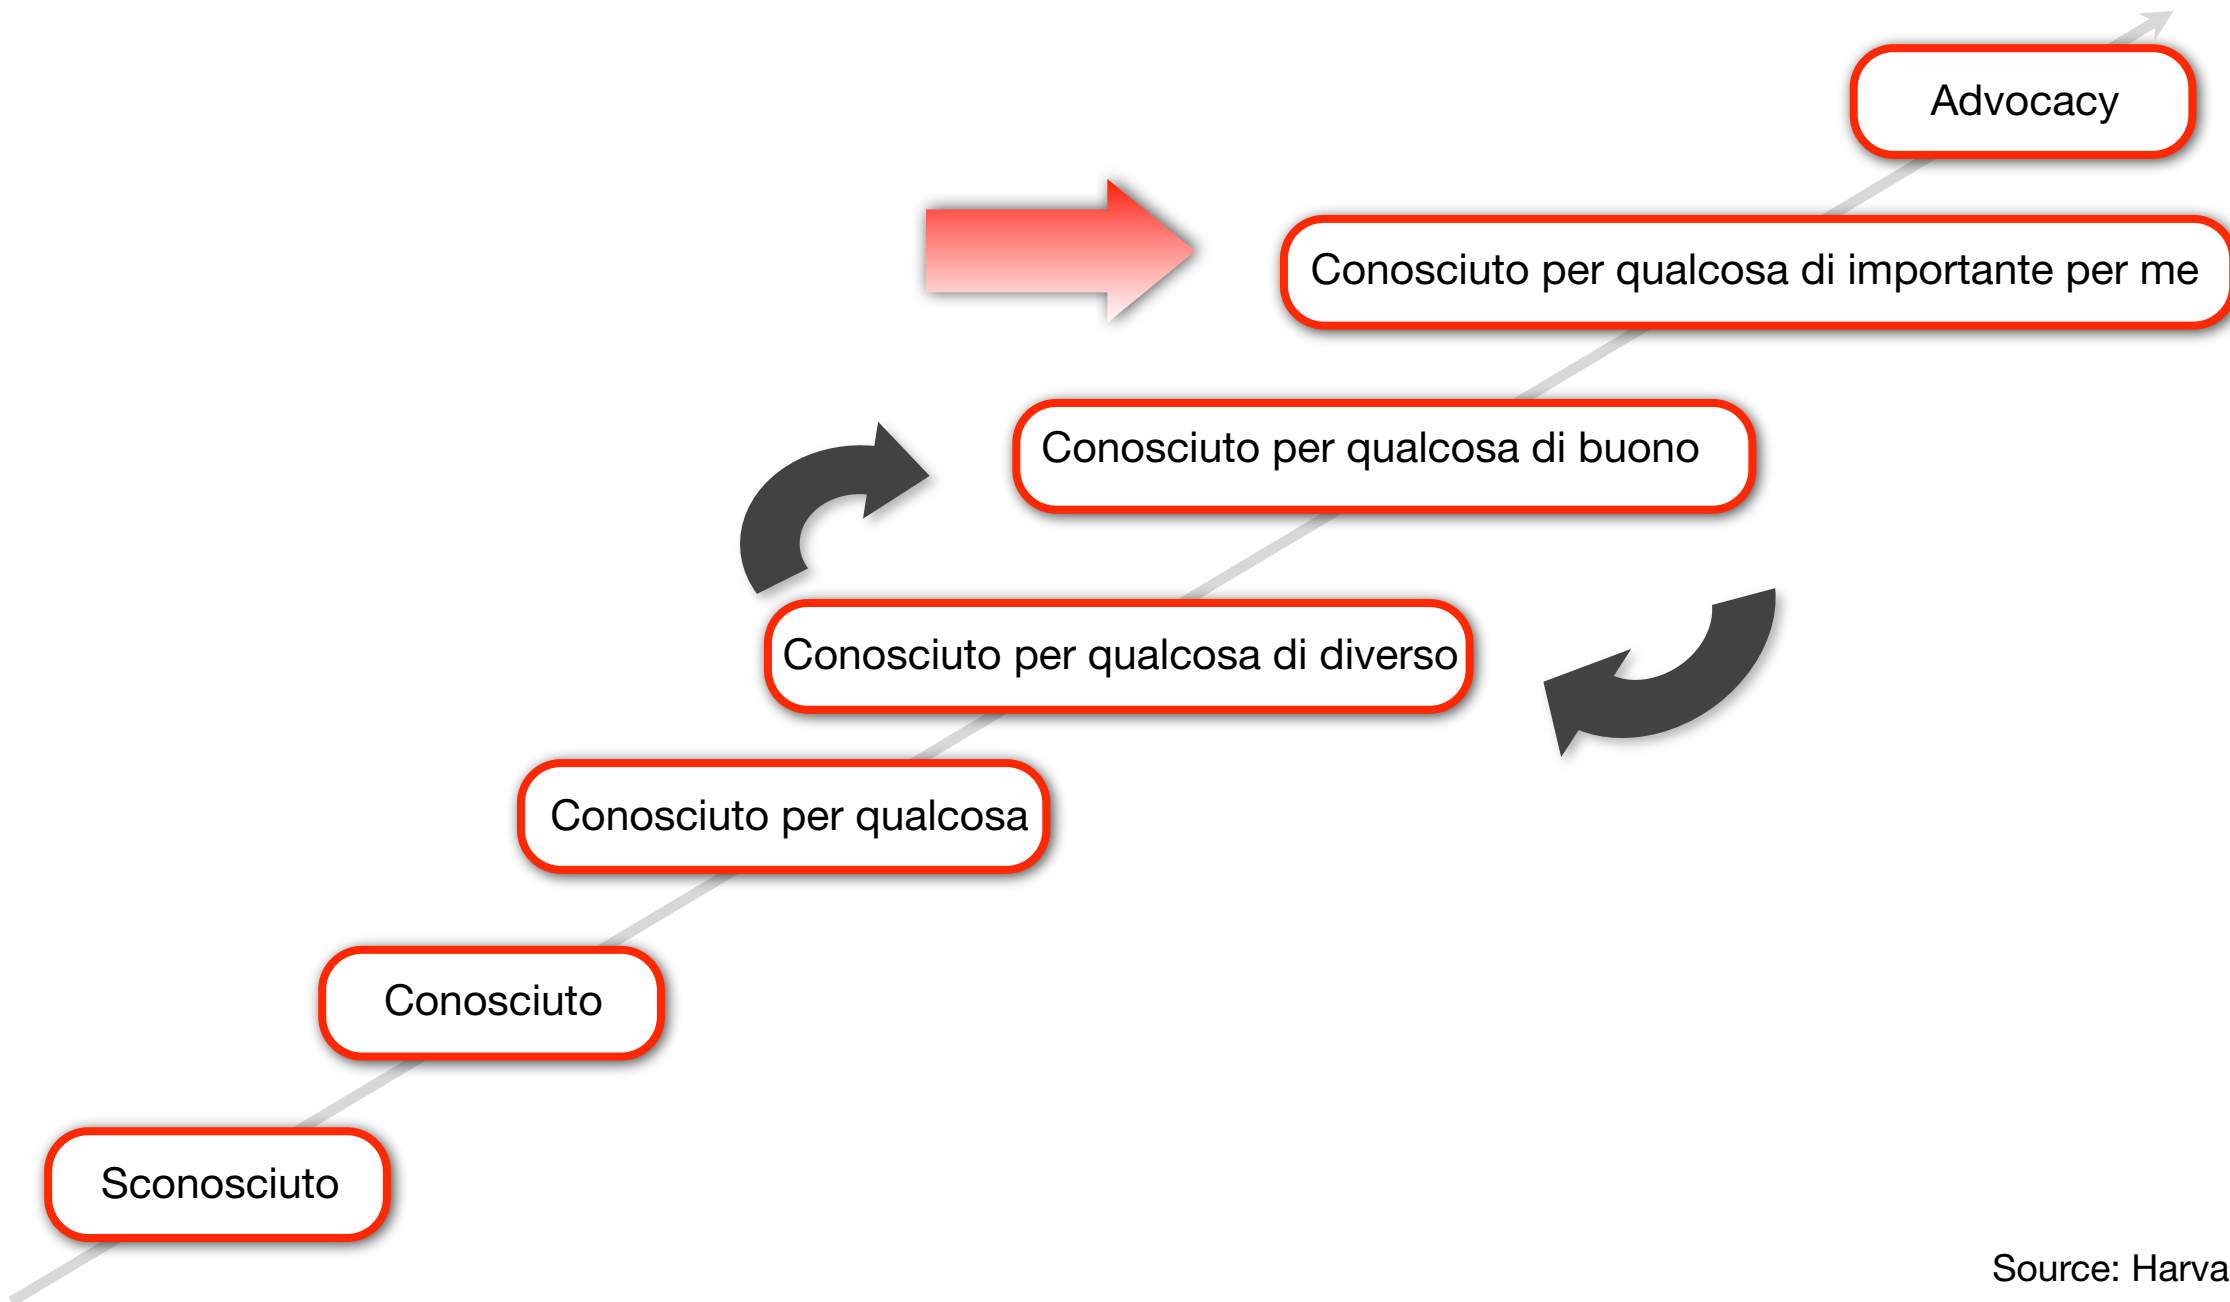 Advocacy
Conosciuto per qualcosa di importante per me
Conosciuto per qualcosa di buono
Conosciuto per qualcosa di diverso
Conosciuto per qualcosa
Conosciuto
Sconosciuto
Source: Harva